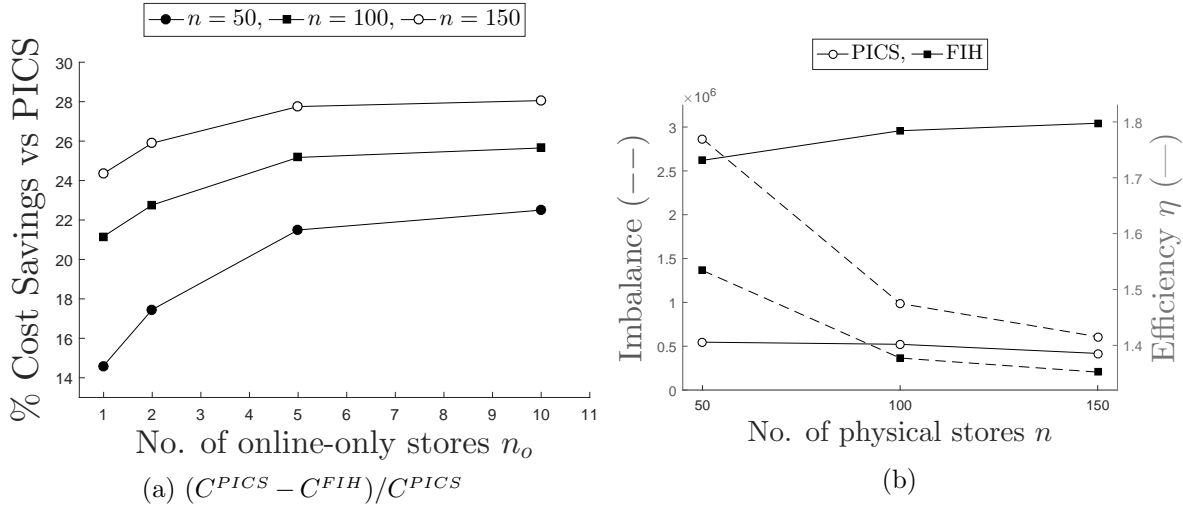 n = 50, n = 100, n = 150
% Cost Savings vs PICS
30
28
26
24
22
20
18
16
14
1 2 3 4 5 6 7 8 9 10 11
No. of online-only stores n_o
(a) (C^{PICS} − C^{FIH})/C^{PICS}
PICS, FIH
×10^6
Imbalance (−−)
3
2.5
2
1.5
1
0.5
0
1.8
1.7
1.6
1.5
1.4
Efficiency η (—)
50 100 150
No. of physical stores n
(b)